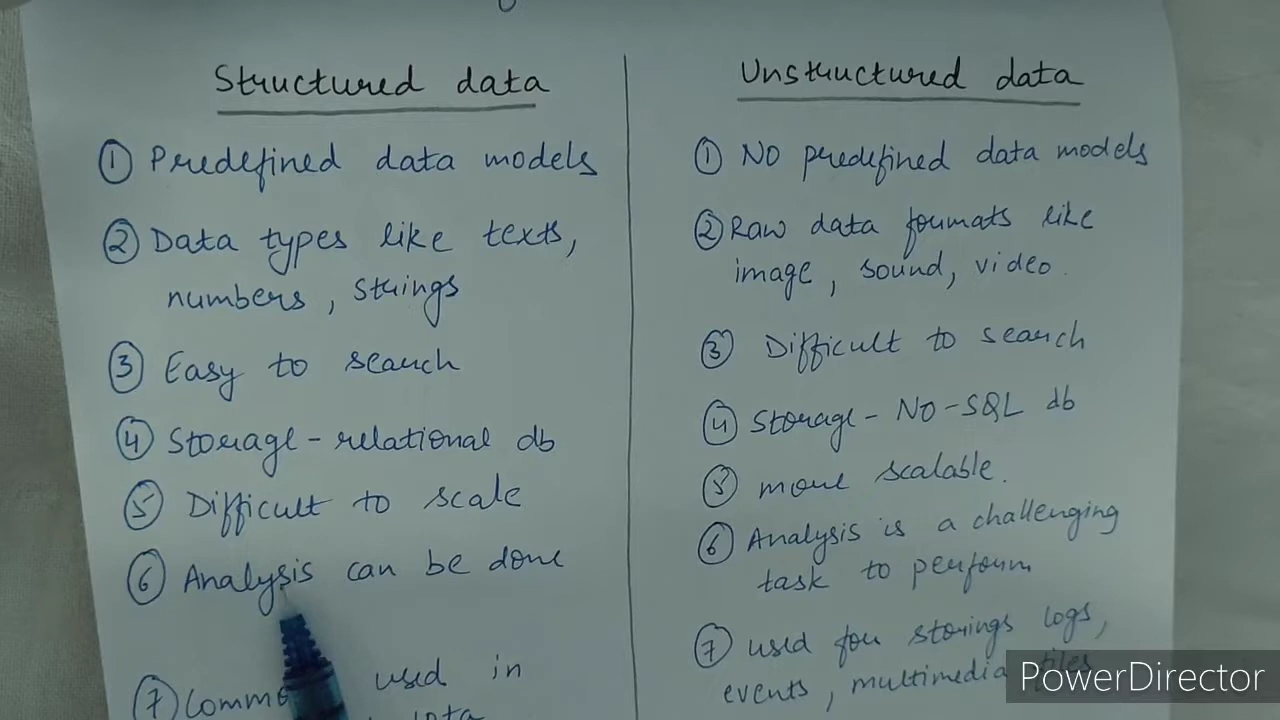 Structured data
① Predefined data models
② Data types like texts,
numbers, strings
③ Easy to search
④ Storage - relational db
⑤ Difficult to scale
⑥ Analysis can be done
⑦ used in
Unstructured data
① NO predefined data models
② Raw data formats like
image, sound, video.
③ Difficult to search
④ Storage - NO-SQL db
⑤ more scalable.
⑥ Analysis is a challenging
task to perform
⑦ used for storings logs,
events, multimedia files
PowerDirector